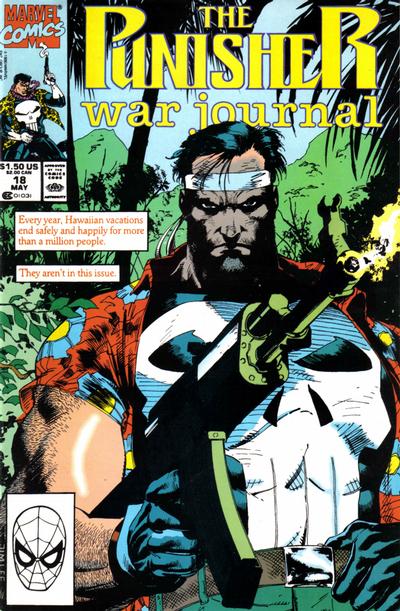 MARVEL
COMICS
THE
PUNISHER
war journal
$1.50 US
$2.00 CAN
18
MAY
APPROVED
BY THE
COMICS
CODE
AUTHORITY
Every year, Hawaiian vacations
end safely and happily for more
than a million people.
They aren't in this issue.
JIM LEE